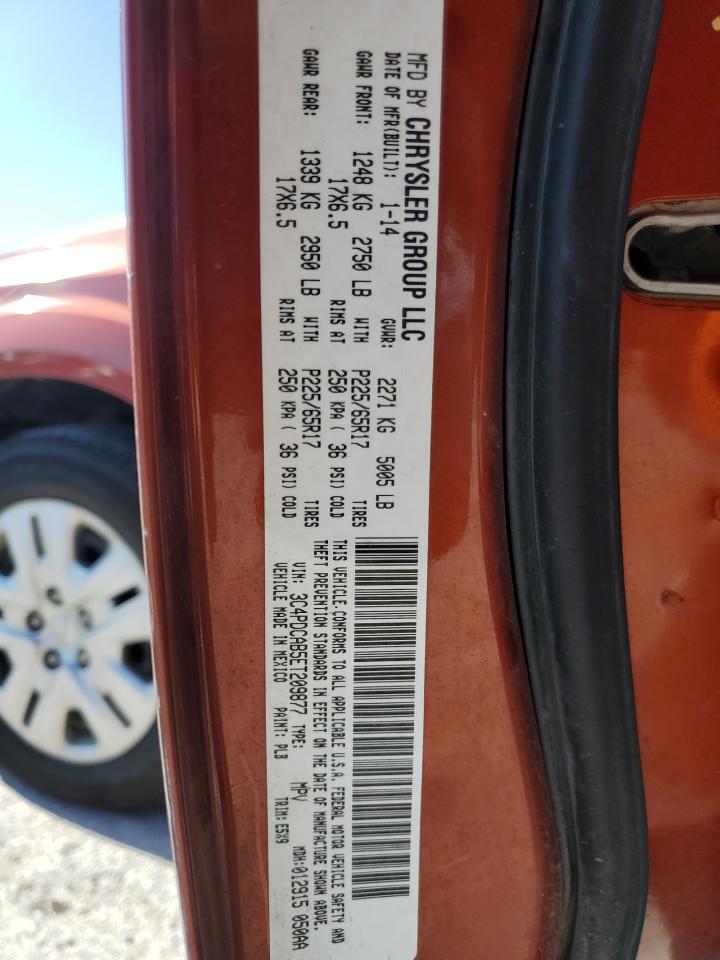 MFD BY CHRYSLER GROUP LLC
DATE OF MFR(BUILT): 1-14 GVWR: 2271 KG 5005 LB
GAWR FRONT: 1248 KG 2750 LB WITH P225/65R17 TIRES
17X6.5 RIMS AT 250 KPA ( 36 PSI) COLD
GAWR REAR: 1339 KG 2950 LB WITH P225/65R17 TIRES
17X6.5 RIMS AT 250 KPA ( 36 PSI) COLD
THIS VEHICLE CONFORMS TO ALL APPLICABLE U.S.A. FEDERAL MOTOR VEHICLE SAFETY AND
THEFT PREVENTION STANDARDS IN EFFECT ON THE DATE OF MANUFACTURE SHOWN ABOVE.
VIN: 3C4PDCAB5ET209877 TYPE: MPV MDH:012915 050AA
VEHICLE MADE IN MEXICO PAINT: PLB TRIM: E5X9